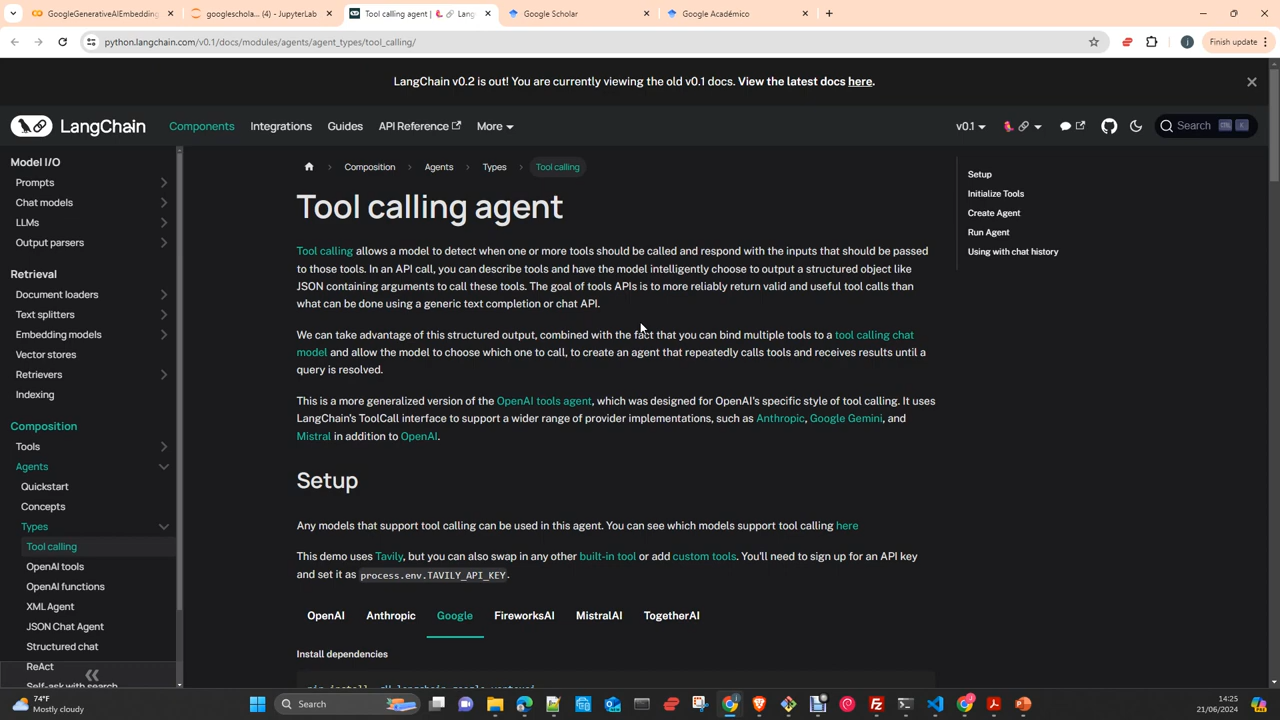 GoogleGenerativeAIEmbedding
googleschola... (4) - JupyterLab
Tool calling agent | 🦜️🔗 Lang
Google Scholar
Google Académico
python.langchain.com/v0.1/docs/modules/agents/agent_types/tool_calling/
Finish update
LangChain v0.2 is out! You are currently viewing the old v0.1 docs. View the latest docs here.
LangChain
Components
Integrations
Guides
API Reference
More
v0.1
Search
Model I/O
Prompts
Chat models
LLMs
Output parsers
Retrieval
Document loaders
Text splitters
Embedding models
Vector stores
Retrievers
Indexing
Composition
Tools
Agents
Quickstart
Concepts
Types
Tool calling
OpenAI tools
OpenAI functions
XML Agent
JSON Chat Agent
Structured chat
ReAct
Self-ask with search
Composition
Agents
Types
Tool calling
Tool calling agent
Tool calling allows a model to detect when one or more tools should be called and respond with the inputs that should be passed
to those tools. In an API call, you can describe tools and have the model intelligently choose to output a structured object like
JSON containing arguments to call these tools. The goal of tools APIs is to more reliably return valid and useful tool calls than
what can be done using a generic text completion or chat API.
We can take advantage of this structured output, combined with the fact that you can bind multiple tools to a tool calling chat
model and allow the model to choose which one to call, to create an agent that repeatedly calls tools and receives results until a
query is resolved.
This is a more generalized version of the OpenAI tools agent, which was designed for OpenAI's specific style of tool calling. It uses
LangChain's ToolCall interface to support a wider range of provider implementations, such as Anthropic, Google Gemini, and
Mistral in addition to OpenAI.
Setup
Any models that support tool calling can be used in this agent. You can see which models support tool calling here
This demo uses Tavily, but you can also swap in any other built-in tool or add custom tools. You'll need to sign up for an API key
and set it as process.env.TAVILY_API_KEY.
OpenAI
Anthropic
Google
FireworksAI
MistralAI
TogetherAI
Install dependencies
pip install -qU langchain-google-vertexai
Setup
Initialize Tools
Create Agent
Run Agent
Using with chat history
74°F
Mostly cloudy
Search
14:25
21/06/2024